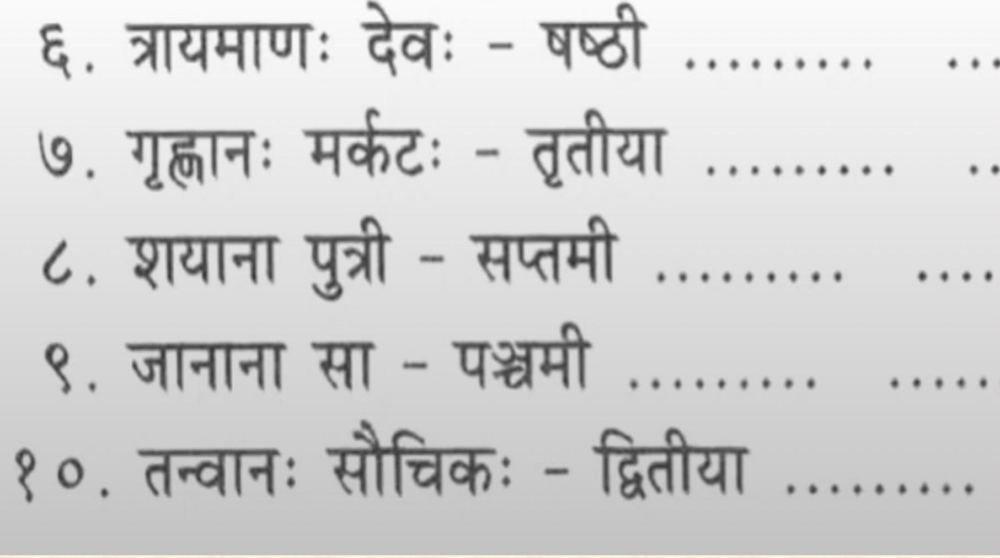 ६. त्रायमाणः देवः - षष्ठी ......... ...
७. गृह्णानः मर्कटः - तृतीया ......... ..
८. शयाना पुत्री - सप्तमी ......... ....
९. जानाना सा - पञ्चमी ......... .....
१०. तन्वानः सौचिकः - द्वितीया .........